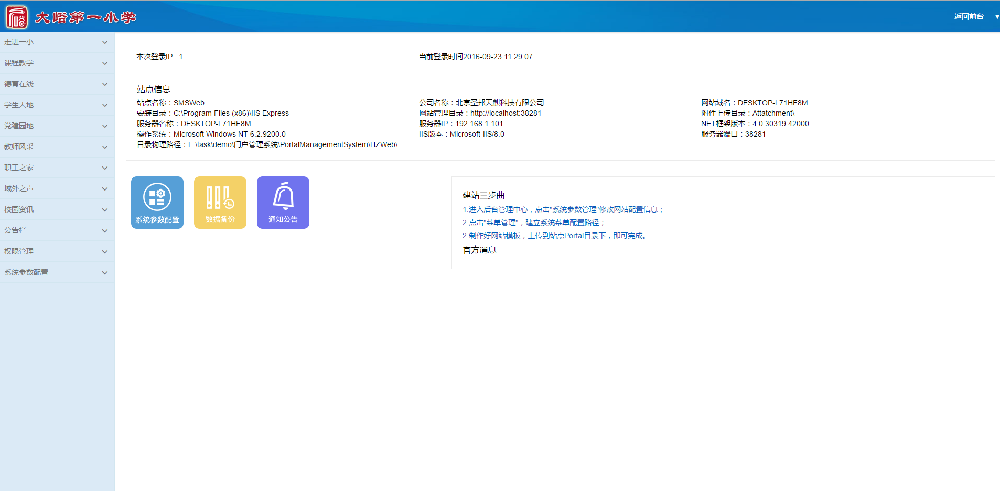 大峪第一小学
返回前台 ▼
走进一小
课程教学
德育在线
学生天地
党建园地
教师风采
职工之家
域外之声
校园资讯
公告栏
权限管理
系统参数配置
本次登录IP:::1
当前登录时间2016-09-23 11:29:07
站点信息
站点名称：SMSWeb
公司名称：北京圣邦天麒科技有限公司
网站域名：DESKTOP-L71HF8M
安装目录：C:\Program Files (x86)\IIS Express
网站管理目录：http://localhost:38281
附件上传目录：Attatchment\
服务器名称：DESKTOP-L71HF8M
服务器IP：192.168.1.101
NET框架版本：4.0.30319.42000
操作系统：Microsoft Windows NT 6.2.9200.0
IIS版本：Microsoft-IIS/8.0
服务器端口：38281
目录物理路径：E:\task\demo\门户管理系统\PortalManagementSystem\HZWeb\
系统参数配置
数据备份
通知公告
建站三步曲
1.进入后台管理中心，点击"系统参数管理"修改网站配置信息；
2.点击"菜单管理"，建立系统菜单配置路径；
2.制作好网站模板，上传到站点Portal目录下，即可完成。
官方消息